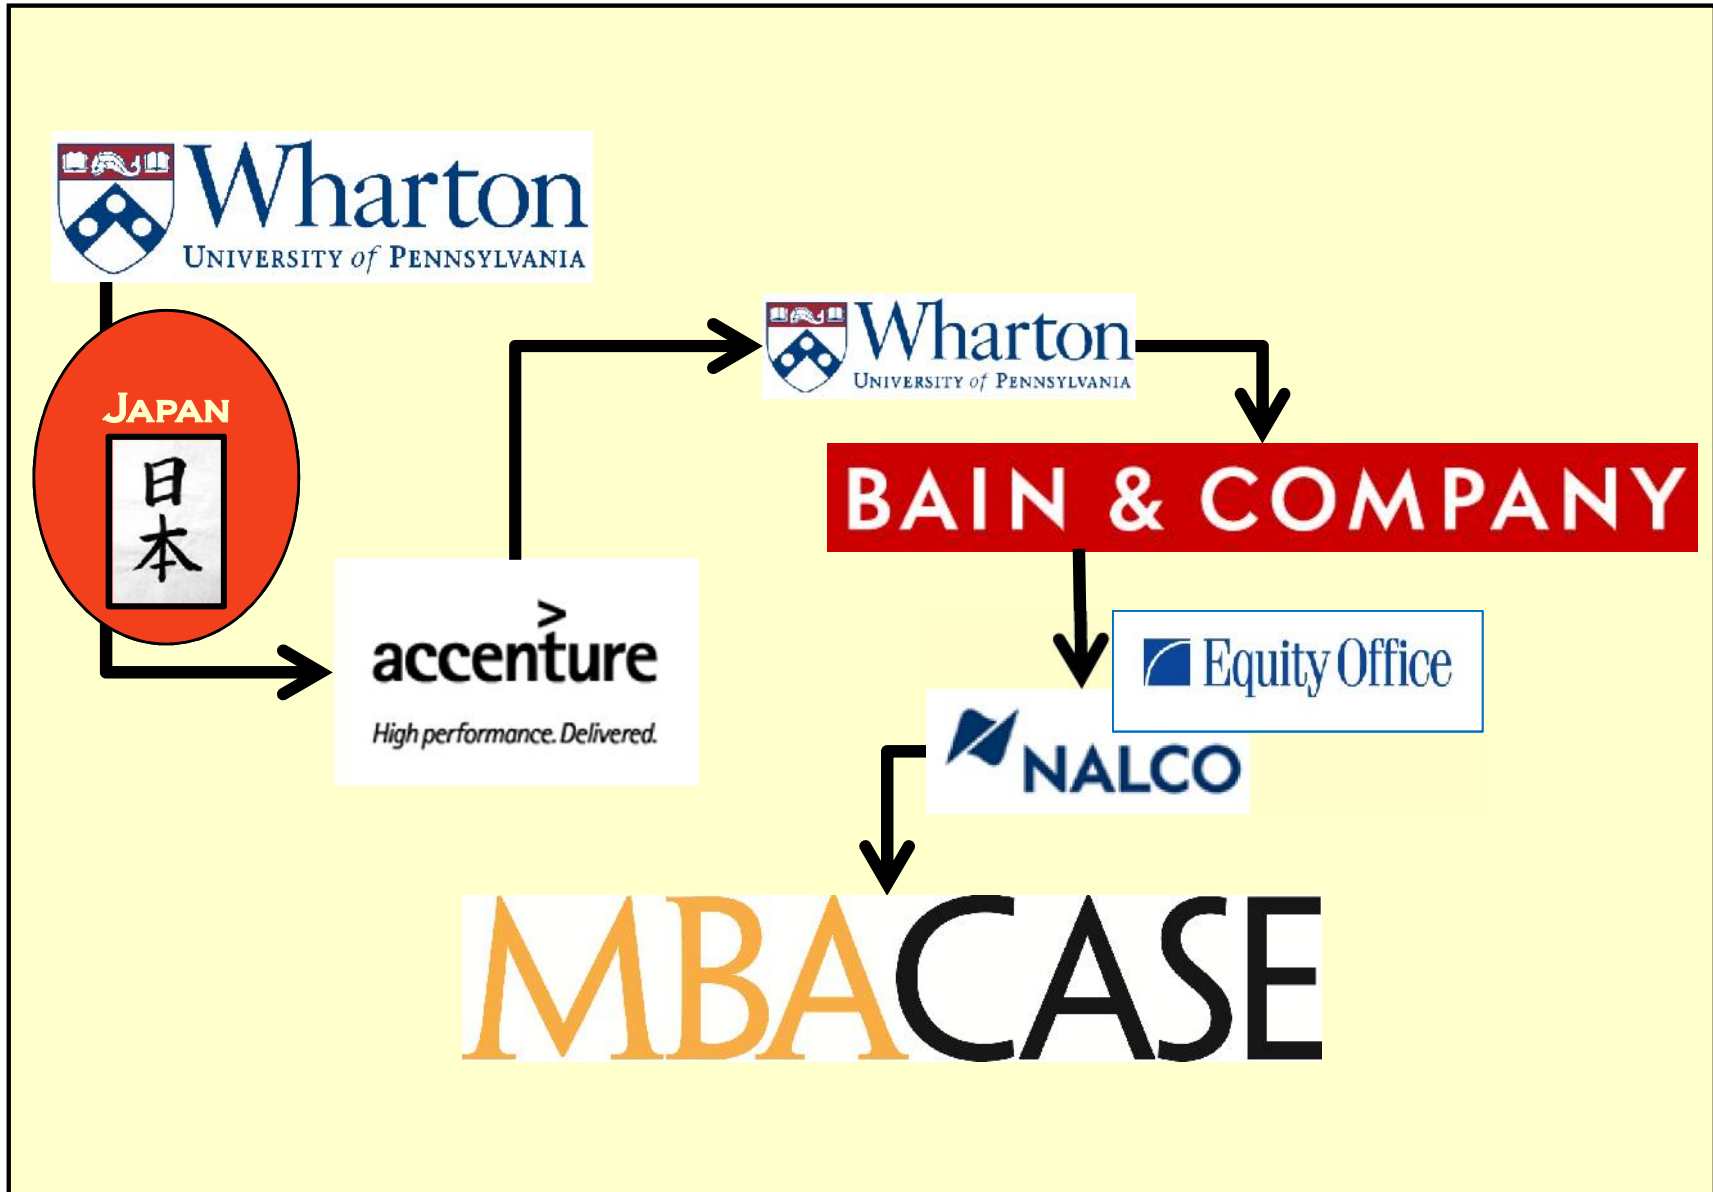 Wharton
UNIVERSITY of PENNSYLVANIA
JAPAN
日本
>
accenture
High performance. Delivered.
Wharton
UNIVERSITY of PENNSYLVANIA
BAIN & COMPANY
Equity Office
NALCO
MBACASE